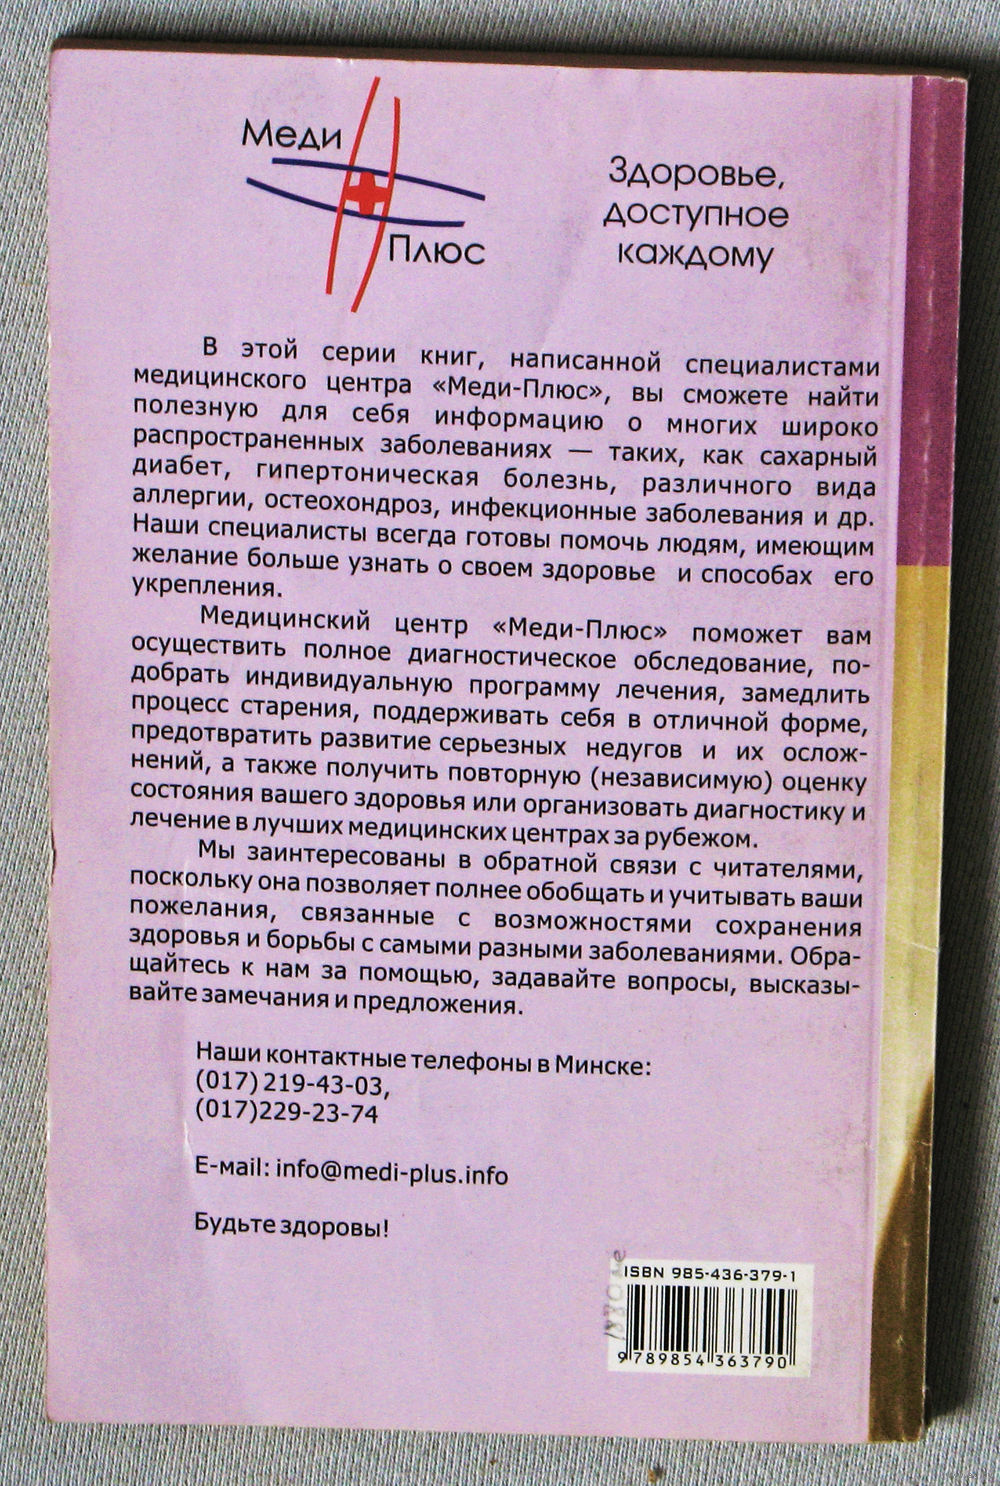 Меди
Плюс
Здоровье,
доступное
каждому
В этой серии книг, написанной специалистами
медицинского центра «Меди-Плюс», вы сможете найти
полезную для себя информацию о многих широко
распространенных заболеваниях — таких, как сахарный
диабет, гипертоническая болезнь, различного вида
аллергии, остеохондроз, инфекционные заболевания и др.
Наши специалисты всегда готовы помочь людям, имеющим
желание больше узнать о своем здоровье и способах его
укрепления.
Медицинский центр «Меди-Плюс» поможет вам
осуществить полное диагностическое обследование, по-
добрать индивидуальную программу лечения, замедлить
процесс старения, поддерживать себя в отличной форме,
предотвратить развитие серьезных недугов и их ослож-
нений, а также получить повторную (независимую) оценку
состояния вашего здоровья или организовать диагностику и
лечение в лучших медицинских центрах за рубежом.
Мы заинтересованы в обратной связи с читателями,
поскольку она позволяет полнее обобщать и учитывать ваши
пожелания, связанные с возможностями сохранения
здоровья и борьбы с самыми разными заболеваниями. Обра-
щайтесь к нам за помощью, задавайте вопросы, высказы-
вайте замечания и предложения.
Наши контактные телефоны в Минске:
(017) 219-43-03,
(017)229-23-74
E-маil: info@medi-plus.info
Будьте здоровы!
ISBN 985-436-379-1
9 789854 363790